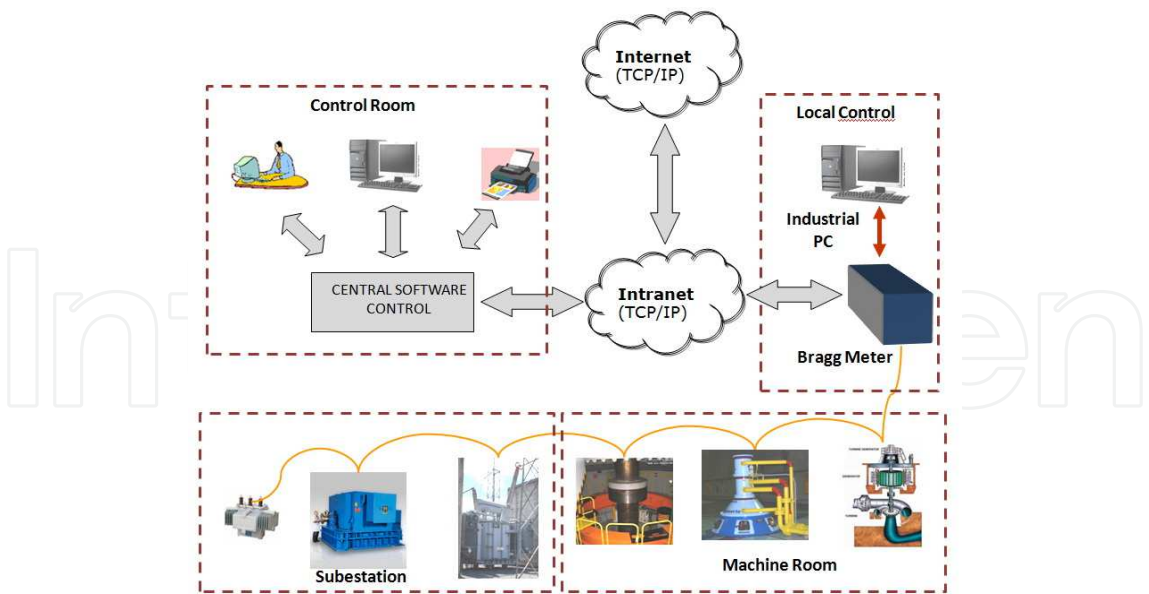 Internet
(TCP/IP)
Control Room
Local Control
Industrial
PC
CENTRAL SOFTWARE
CONTROL
Intranet
(TCP/IP)
Bragg Meter
Subestation
Machine Room